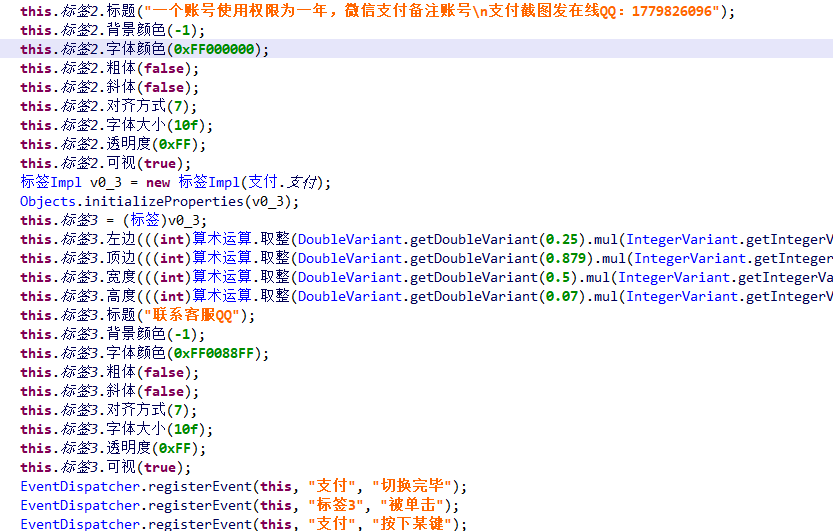 this.标签2.标题("一个账号使用权限为一年，微信支付备注账号\n支付截图发在线QQ：1779826096");
this.标签2.背景颜色(-1);
this.标签2.字体颜色(0xFF000000);
this.标签2.粗体(false);
this.标签2.斜体(false);
this.标签2.对齐方式(7);
this.标签2.字体大小(10f);
this.标签2.透明度(0xFF);
this.标签2.可视(true);
标签Impl v0_3 = new 标签Impl(支付.支付);
Objects.initializeProperties(v0_3);
this.标签3 = (标签)v0_3;
this.标签3.左边(((int)算术运算.取整(DoubleVariant.getDoubleVariant(0.25).mul(IntegerVariant.getIntegerV
this.标签3.顶边(((int)算术运算.取整(DoubleVariant.getDoubleVariant(0.879).mul(IntegerVariant.getInteger
this.标签3.宽度(((int)算术运算.取整(DoubleVariant.getDoubleVariant(0.5).mul(IntegerVariant.getIntegerVa
this.标签3.高度(((int)算术运算.取整(DoubleVariant.getDoubleVariant(0.07).mul(IntegerVariant.getIntegerV
this.标签3.标题("联系客服QQ");
this.标签3.背景颜色(-1);
this.标签3.字体颜色(0xFF0088FF);
this.标签3.粗体(false);
this.标签3.斜体(false);
this.标签3.对齐方式(7);
this.标签3.字体大小(10f);
this.标签3.透明度(0xFF);
this.标签3.可视(true);
EventDispatcher.registerEvent(this, "支付", "切换完毕");
EventDispatcher.registerEvent(this, "标签3", "被单击");
EventDispatcher.registerEvent(this, "支付", "按下某键");